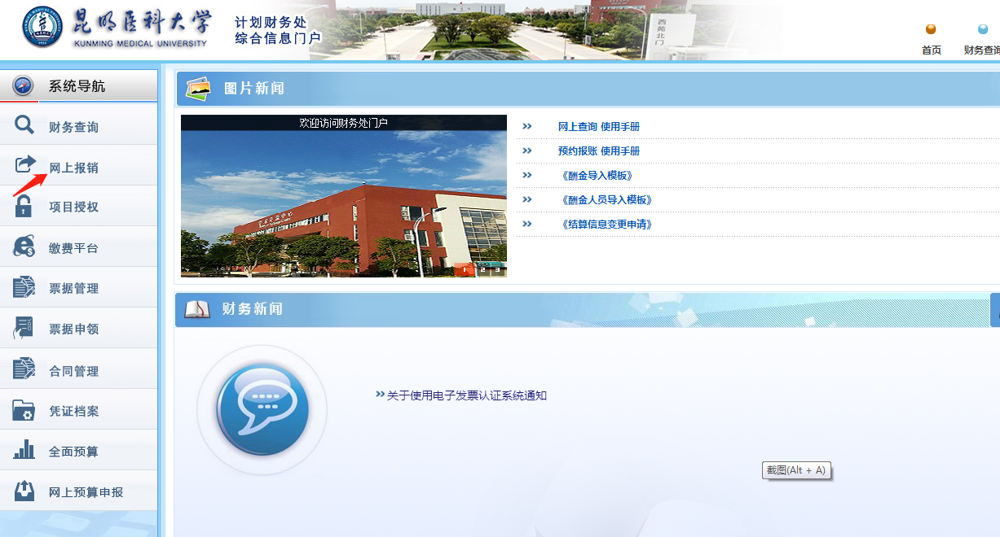 昆明医科大学
KUNMING MEDICAL UNIVERSITY
计划财务处
综合信息门户
西苑北门
首页
财务查询
系统导航
财务查询
网上报销
项目授权
缴费平台
票据管理
票据申领
合同管理
凭证档案
全面预算
网上预算申报
图片新闻
欢迎访问财务处门户
1 2 3
网上查询 使用手册
预约报账 使用手册
《酬金导入模板》
《酬金人员导入模板》
《结算信息变更申请》
财务新闻
关于使用电子发票认证系统通知
截图(Alt + A)